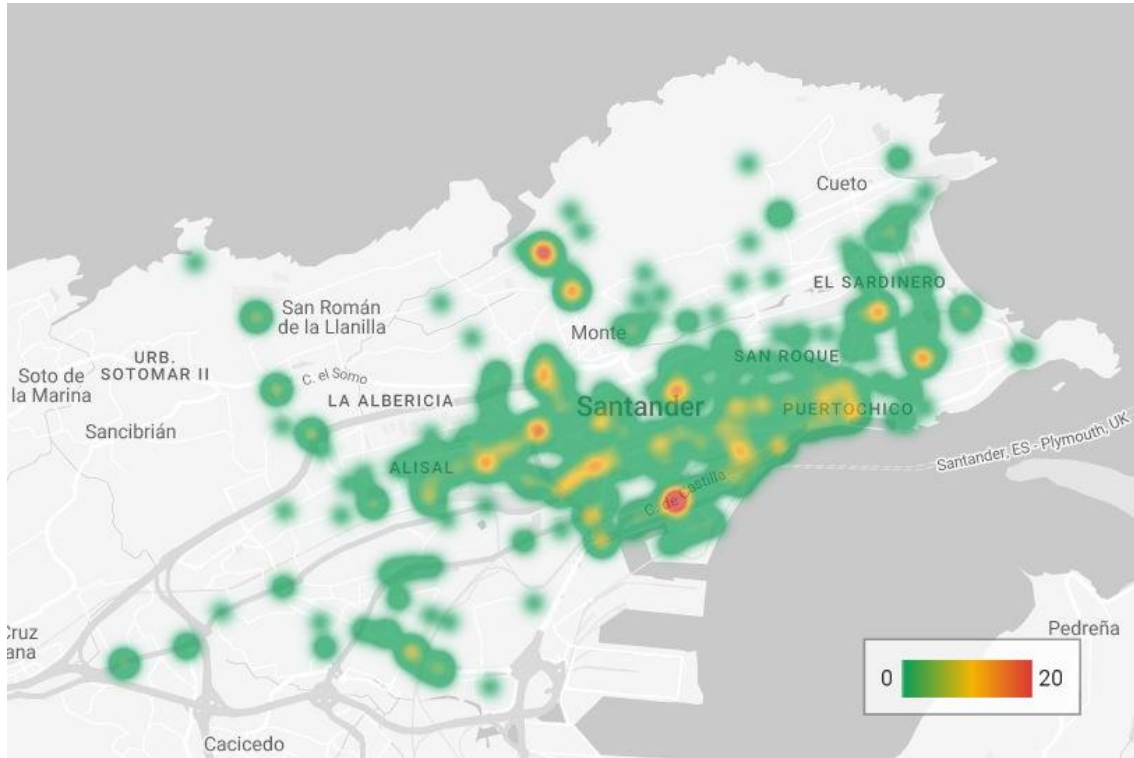 Cueto
EL SARDINERO
San Román
de la Llanilla
Monte
URB.
SOTOMAR II
Soto de
la Marina
C. el Somo
SAN ROQUE
LA ALBERICIA
Santander
PUERTOCHICO
Sancibrián
Santander, ES - Plymouth, UK
ALISAL
C. de Castilla
Cruz
ana
Pedreña
0
20
Cacicedo